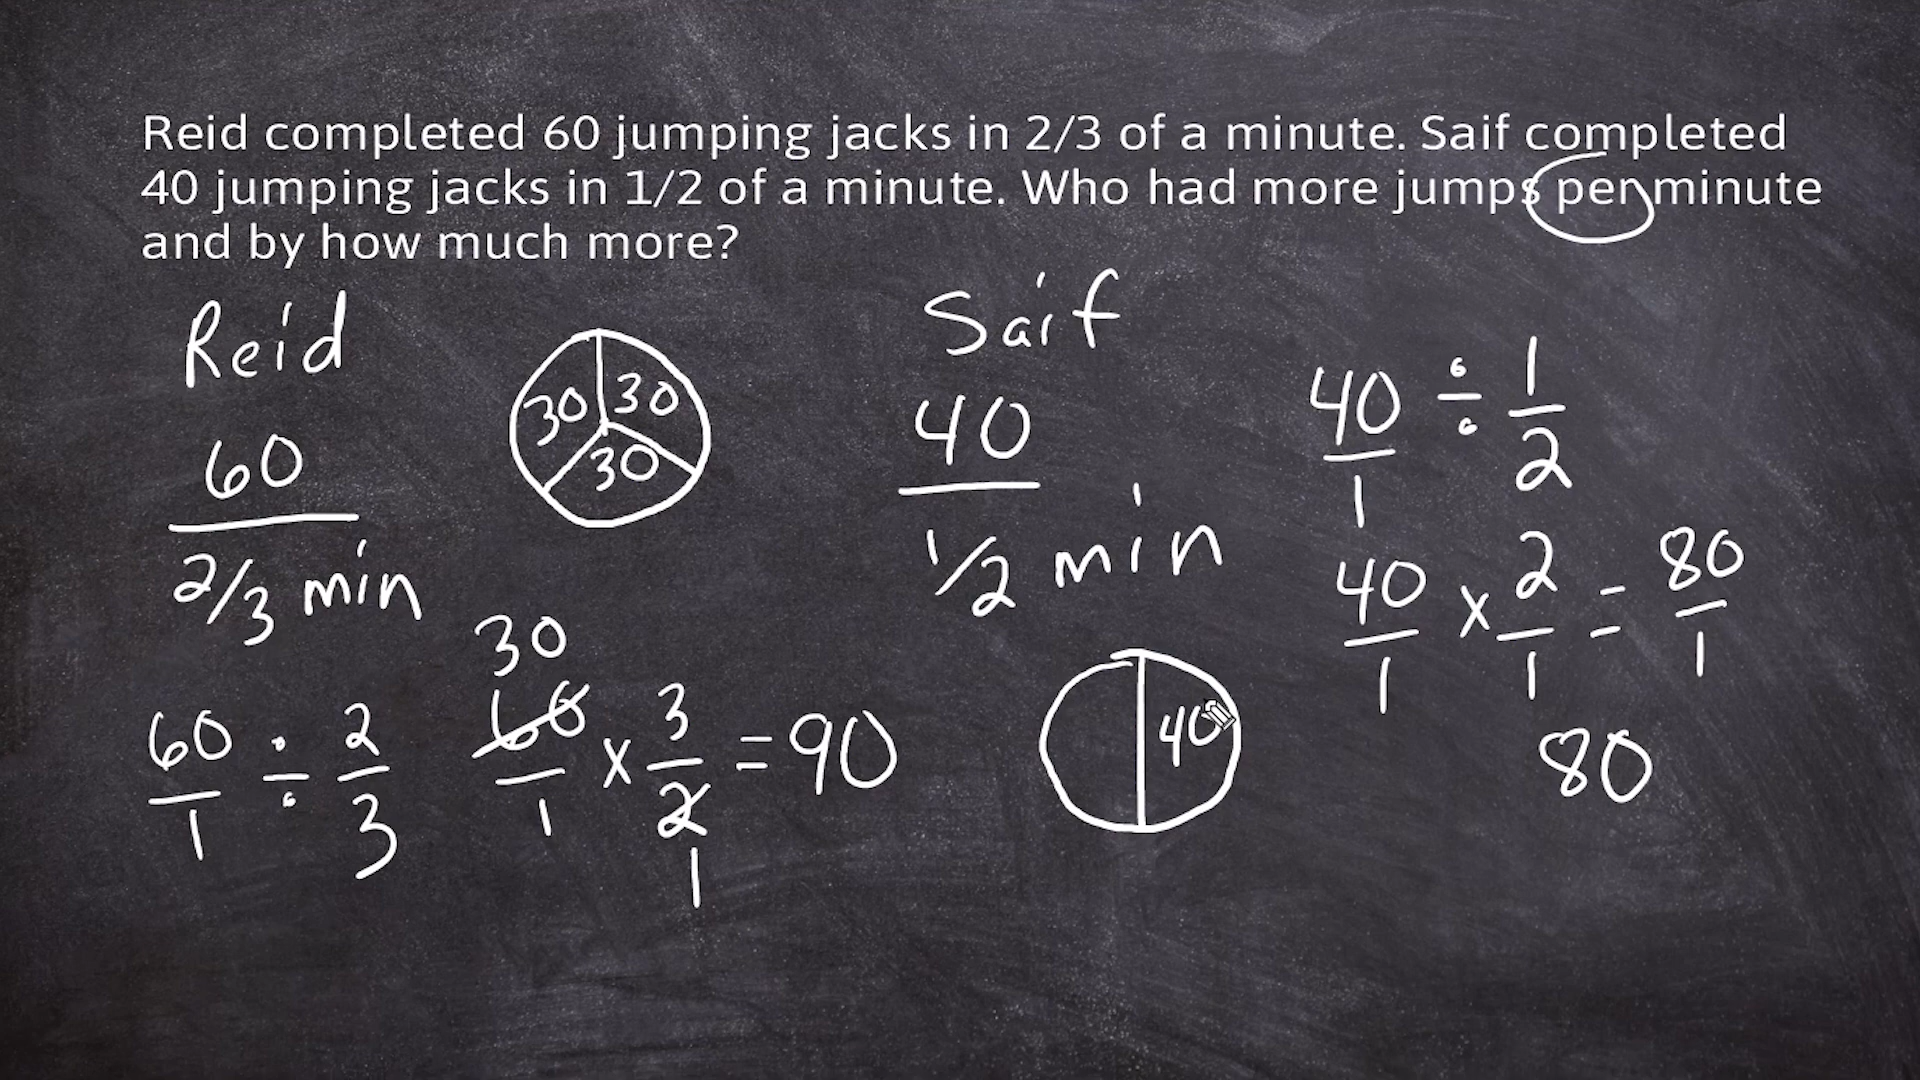 Reid completed 60 jumping jacks in 2/3 of a minute. Saif completed
40 jumping jacks in 1/2 of a minute. Who had more jumps per minute
and by how much more?
Reid
60
2/3 min
30 30
30
30
60/1 ÷ 2/3
60/1 × 3/2 = 90
1
Saif
40
1/2 min
40
40/1 ÷ 1/2
40/1 × 2/1 = 80/1
80